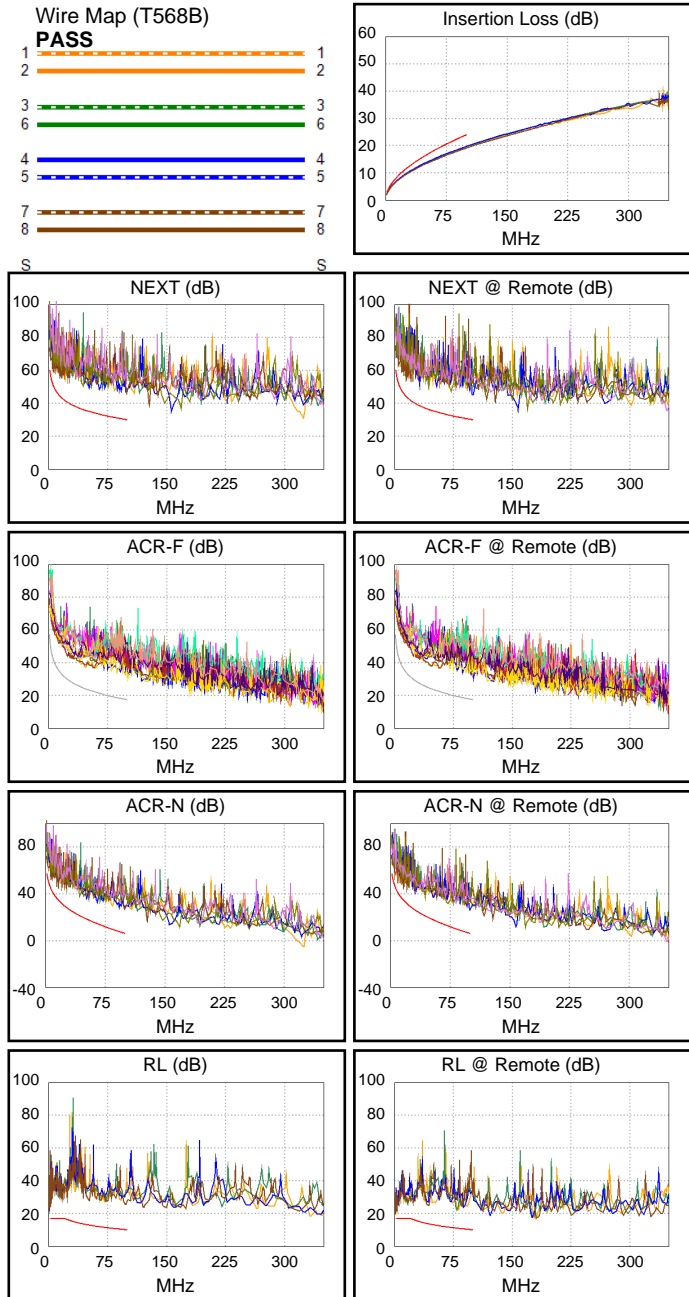 Wire Map (T568B)
PASS
1 1
2 2
3 3
6 6
4 4
5 5
7 7
8 8
S S
Insertion Loss (dB)
60
50
40
30
20
10
0
0 75 150 225 300
MHz
NEXT (dB)
100
80
60
40
20
0
0 75 150 225 300
MHz
NEXT @ Remote (dB)
100
80
60
40
20
0
0 75 150 225 300
MHz
ACR-F (dB)
100
80
60
40
20
0
0 75 150 225 300
MHz
ACR-F @ Remote (dB)
100
80
60
40
20
0
0 75 150 225 300
MHz
ACR-N (dB)
80
40
0
-40
0 75 150 225 300
MHz
ACR-N @ Remote (dB)
80
40
0
-40
0 75 150 225 300
MHz
RL (dB)
100
80
60
40
20
0
0 75 150 225 300
MHz
RL @ Remote (dB)
100
80
60
40
20
0
0 75 150 225 300
MHz